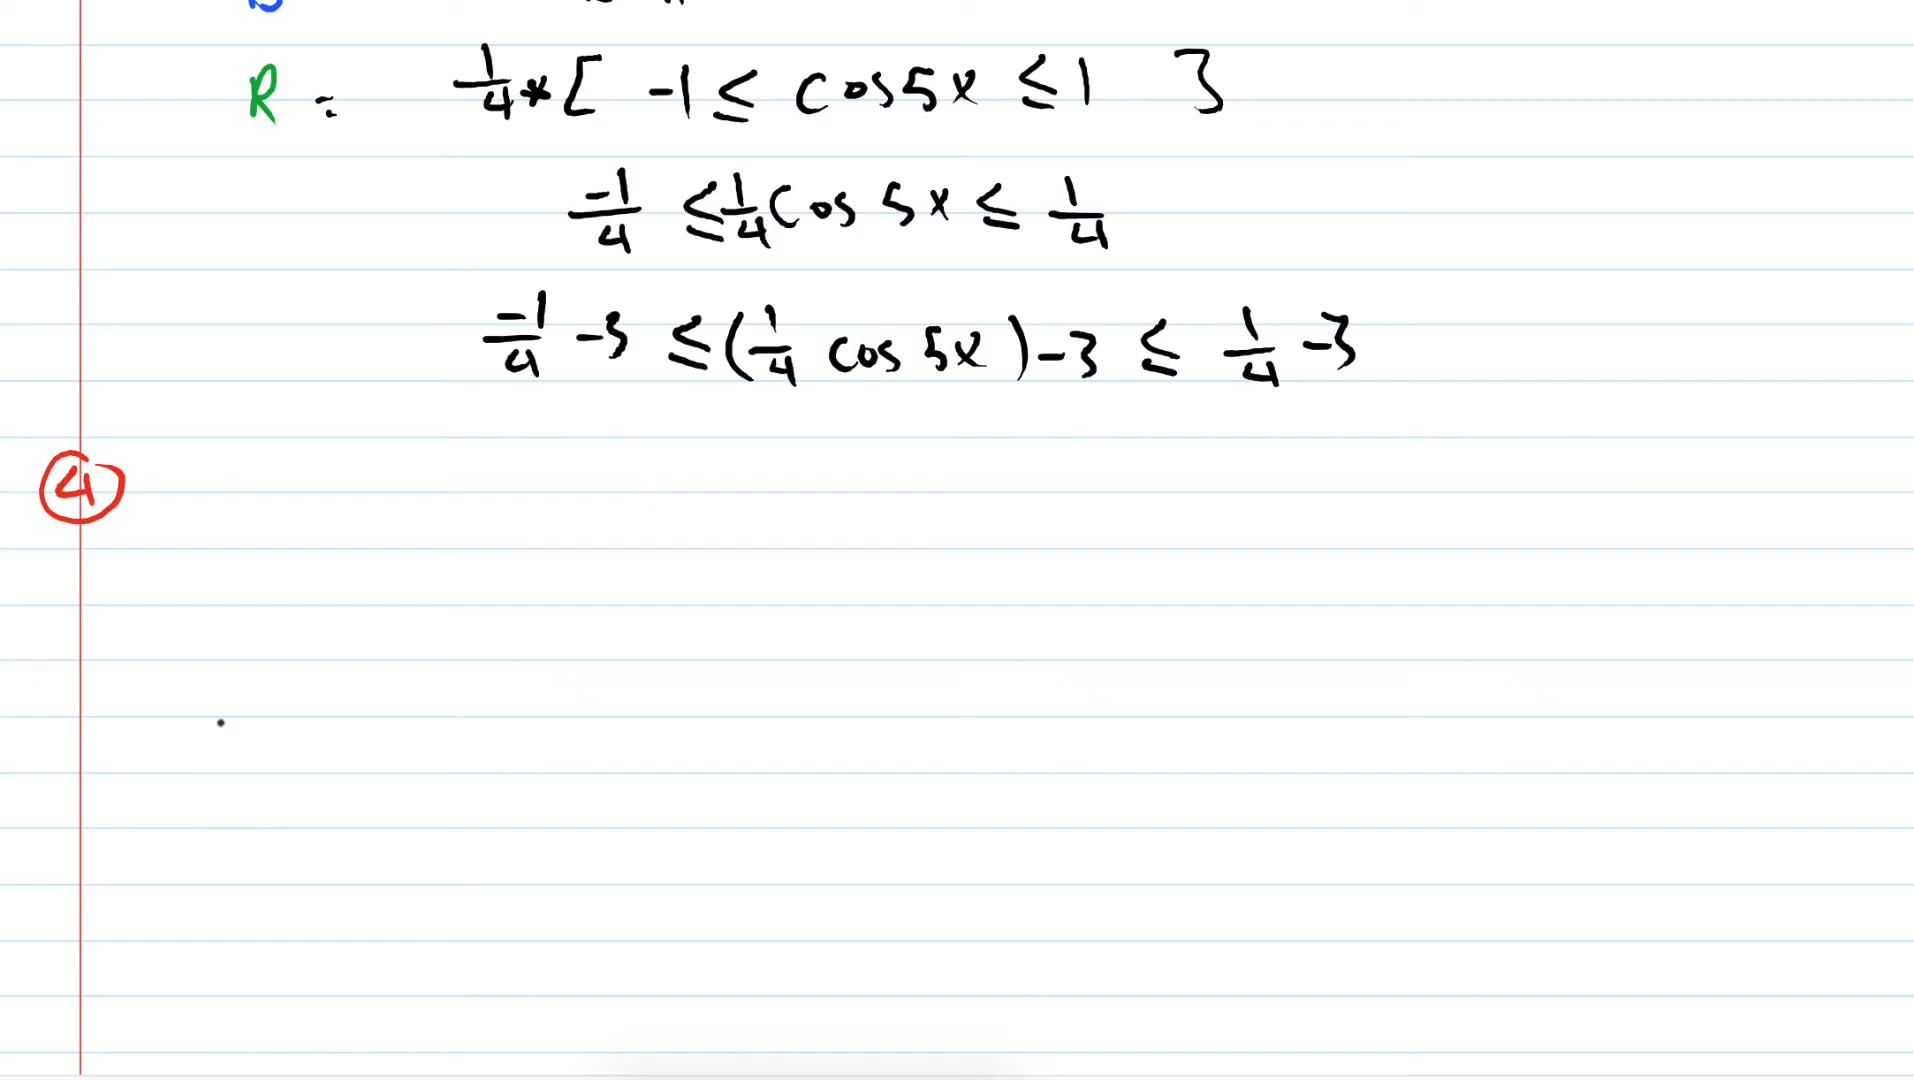 R = 1/4 * [ -1 ≤ cos5x ≤ 1 ]
-1/4 ≤ 1/4 cos 5x ≤ 1/4
-1/4 -3 ≤ (1/4 cos 5x) -3 ≤ 1/4 -3
4